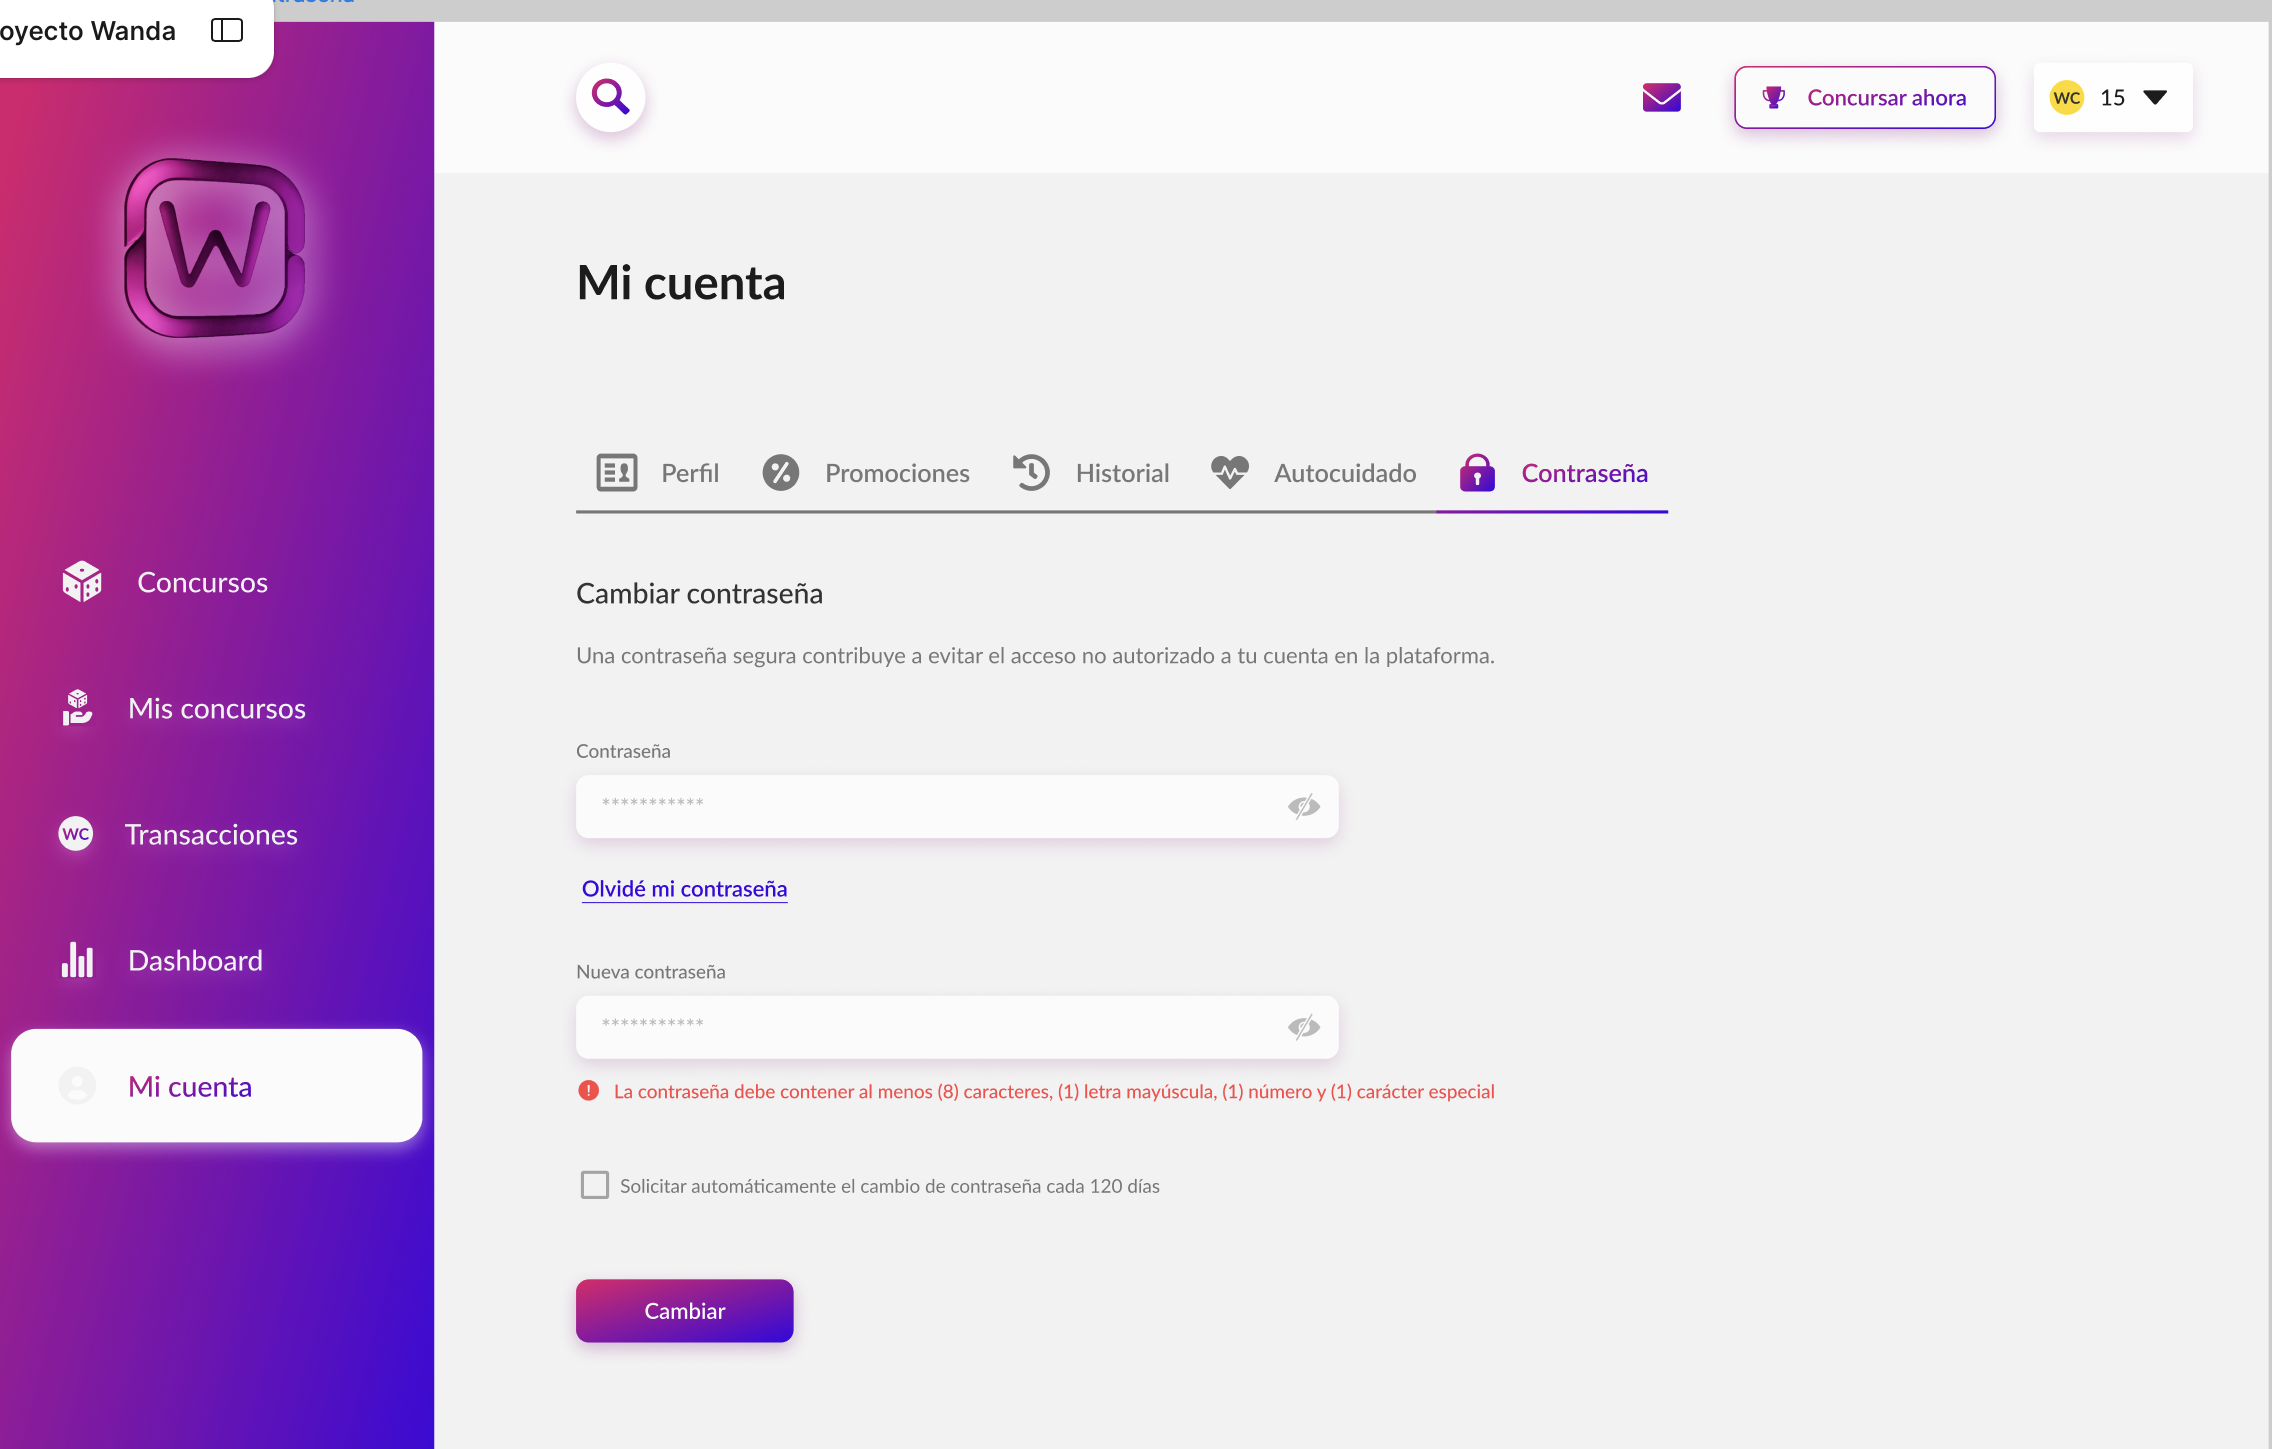 oyecto Wanda
W
Concursar ahora
WC 15
Mi cuenta
Perfil
Promociones
Historial
Autocuidado
Contraseña
Concursos
Mis concursos
WC Transacciones
Dashboard
Mi cuenta
Cambiar contraseña
Una contraseña segura contribuye a evitar el acceso no autorizado a tu cuenta en la plataforma.
Contraseña
***********
Olvidé mi contraseña
Nueva contraseña
***********
La contraseña debe contener al menos (8) caracteres, (1) letra mayúscula, (1) número y (1) carácter especial
Solicitar automáticamente el cambio de contraseña cada 120 días
Cambiar